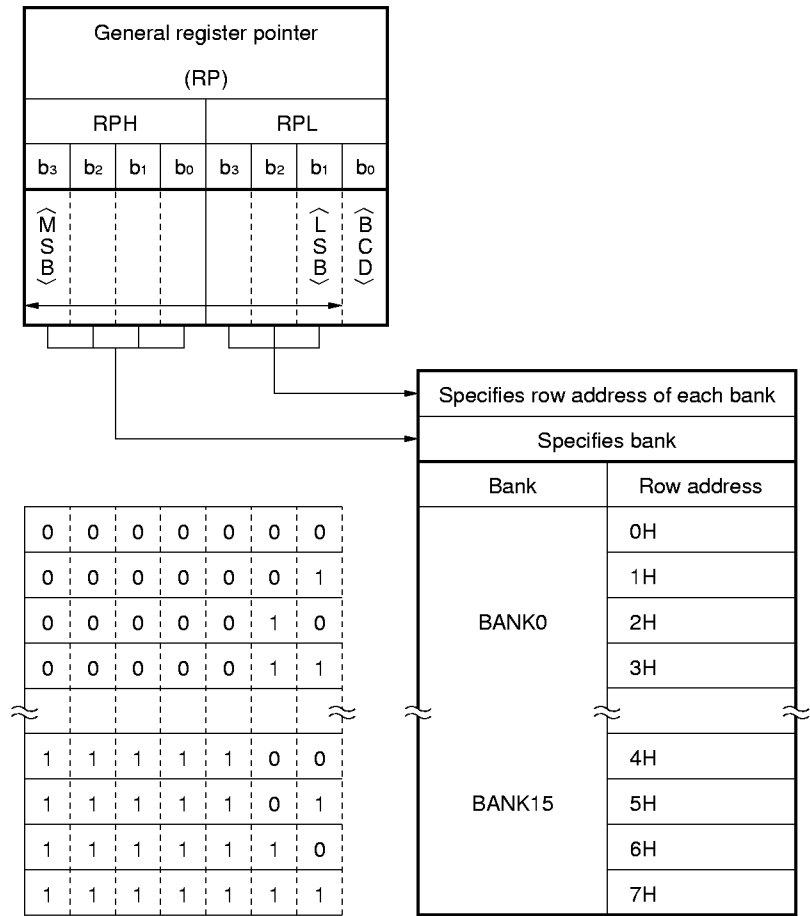 General register pointer
(RP)
RPH RPL
b3 b2 b1 b0 b3 b2 b1 b0
〈MSB〉 〈LSB〉 〈BCD〉
Specifies row address of each bank
Specifies bank
Bank Row address
0 0 0 0 0 0 0 0H
0 0 0 0 0 0 1 1H
0 0 0 0 0 1 0 BANK0 2H
0 0 0 0 0 1 1 3H
1 1 1 1 1 0 0 4H
1 1 1 1 1 0 1 BANK15 5H
1 1 1 1 1 1 0 6H
1 1 1 1 1 1 1 7H